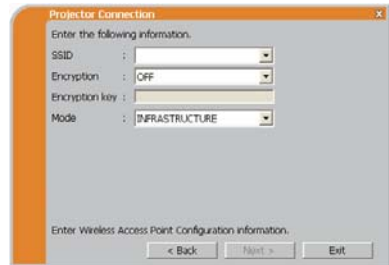 Projector Connection X
Enter the following information.
SSID :
Encryption : OFF
Encryption key :
Mode : INFRASTRUCTURE
Enter Wireless Access Point Configuration information.
< Back Next > Exit